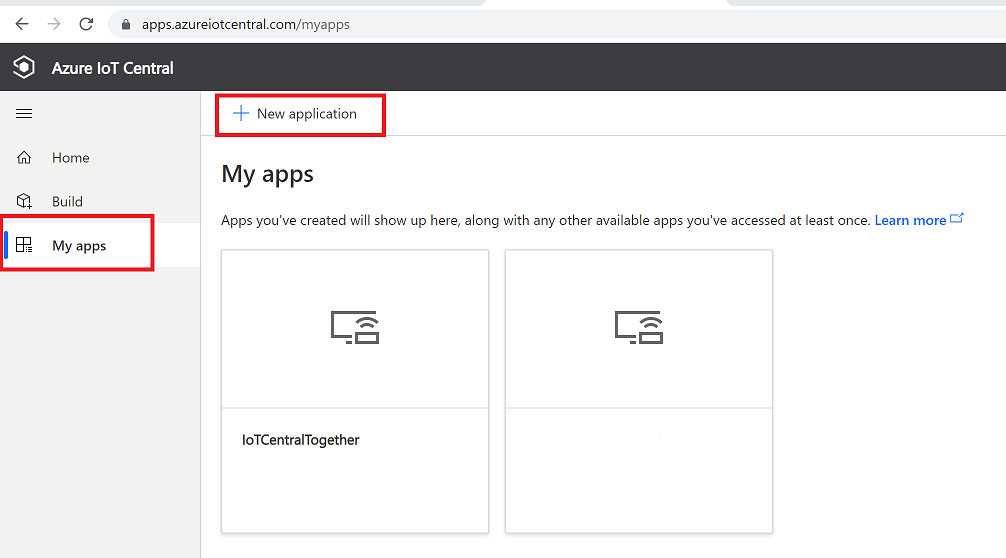 apps.azureiotcentral.com/myapps
Azure IoT Central
New application
Home
Build
My apps
My apps
Apps you've created will show up here, along with any other available apps you've accessed at least once. Learn more
IoTCentralTogether